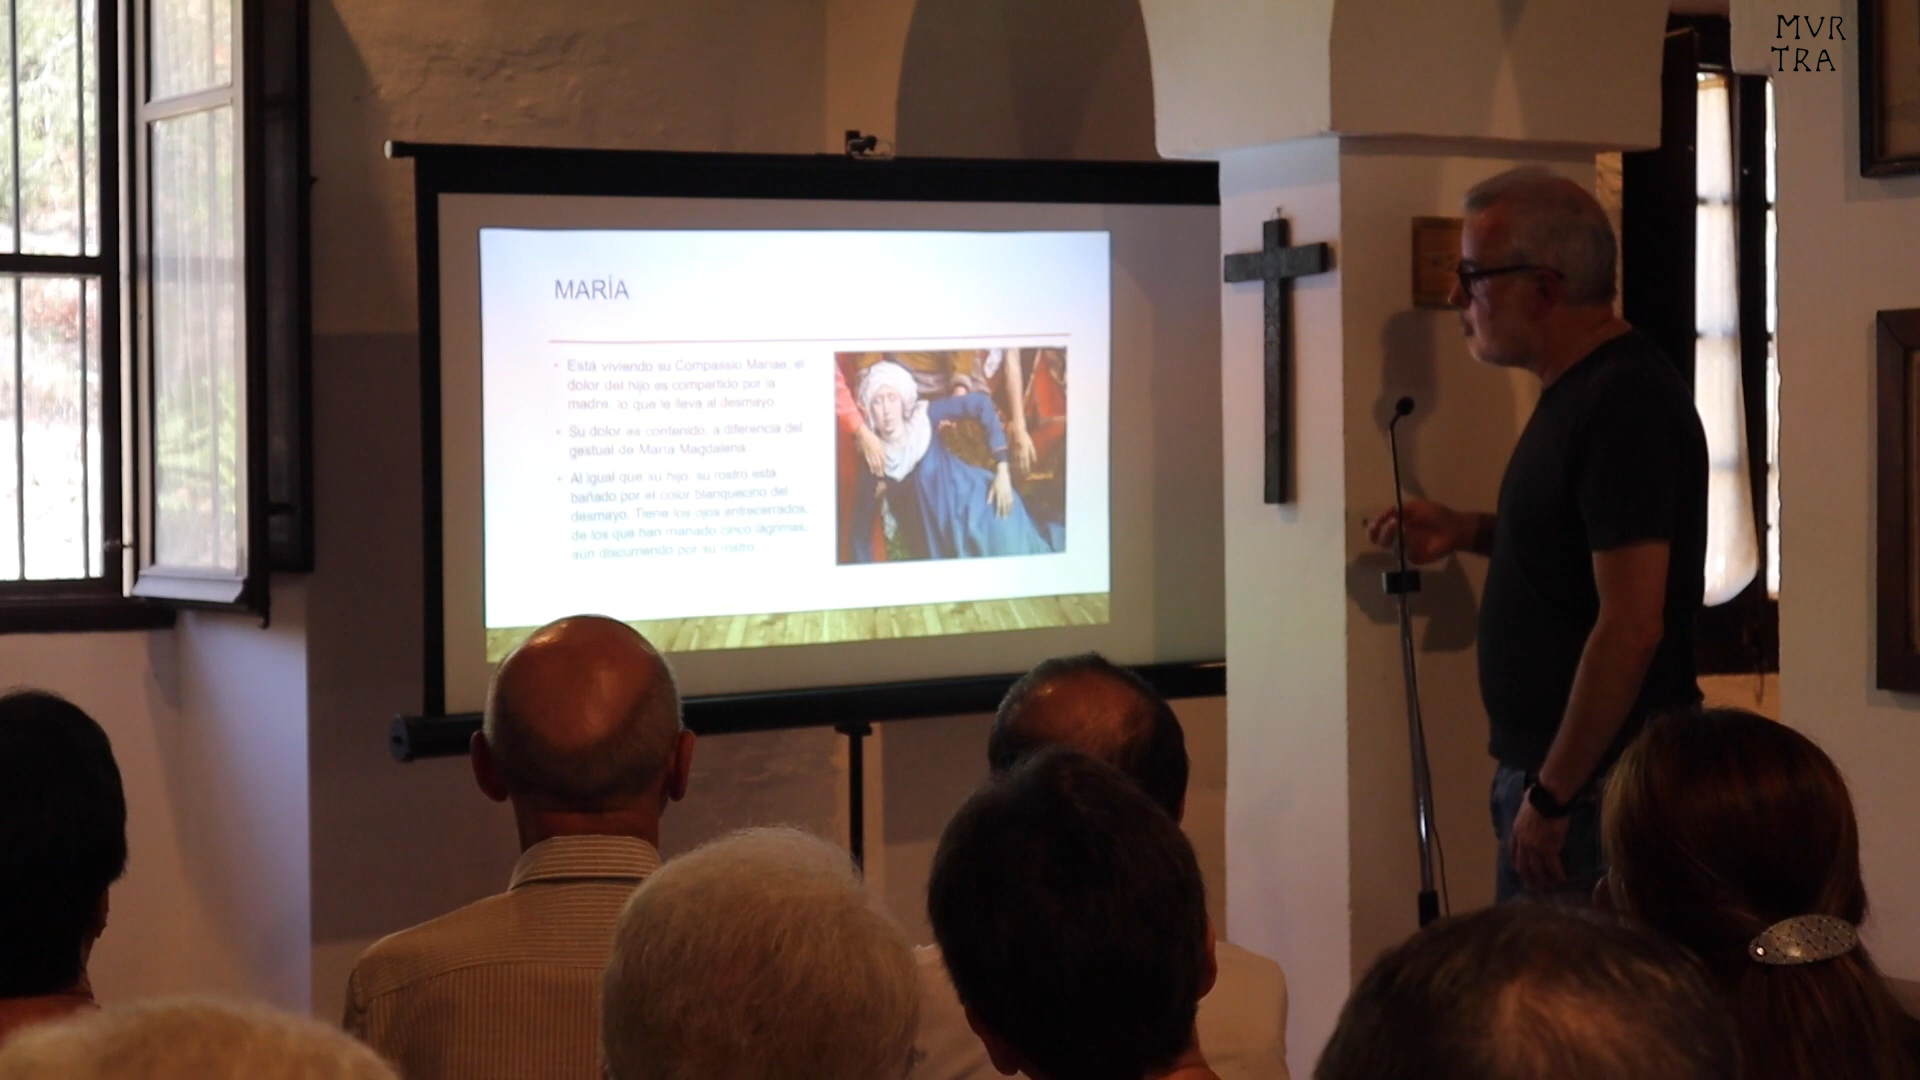 MVR
TRA
MARÍA
Está viviendo su Compassio Mariae, el
dolor del hijo es compartido por la
madre, lo que le lleva al desmayo.
Su dolor es contenido, a diferencia del
gestual de María Magdalena.
Al igual que su hijo, su rostro está
bañado por el color blanquecino del
desmayo. Tiene los ojos entrecerrados,
de los que han manado cinco lágrimas,
aún discurriendo por su rostro.